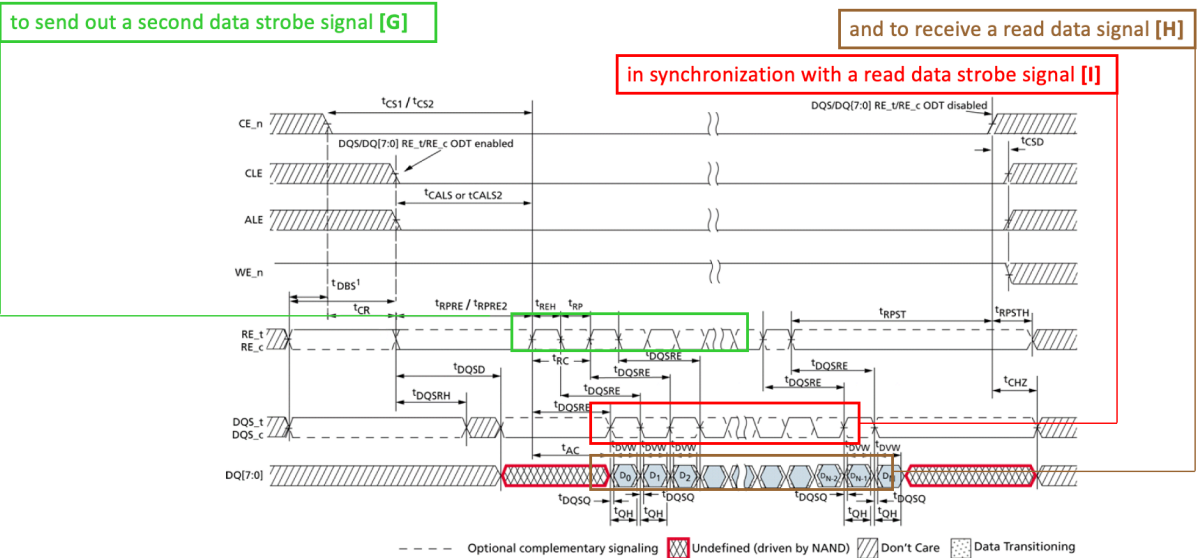 to send out a second data strobe signal [G]
and to receive a read data signal [H]
in synchronization with a read data strobe signal [I]
tCS1 / tCS2
DQS/DQ[7:0] RE_t/RE_c ODT disabled
CE_n
tCSD
DQS/DQ[7:0] RE_t/RE_c ODT enabled
CLE
tCALS or tCALS2
ALE
WE_n
tDBS1
tCR
tRPRE / tRPRE2
tREH
tRP
tRPST
tRPSTH
RE_t
RE_c
tRC
tDQSRE
tDQSD
tDQSRE
tDQSRE
tDQSRE
tDQSRE
tCHZ
tDQSRH
tDQSRE
DQS_t
DQS_c
tAC
tDVW
tDVW
tDVW
tDVW
tDVW
DQ[7:0]
D0
D1
D2
DN-2
DN-1
DN
tDQSQ
tDQSQ
tDQSQ
tDQSQ
tQH
tQH
tQH
tQH
Optional complementary signaling
Undefined (driven by NAND)
Don't Care
Data Transitioning